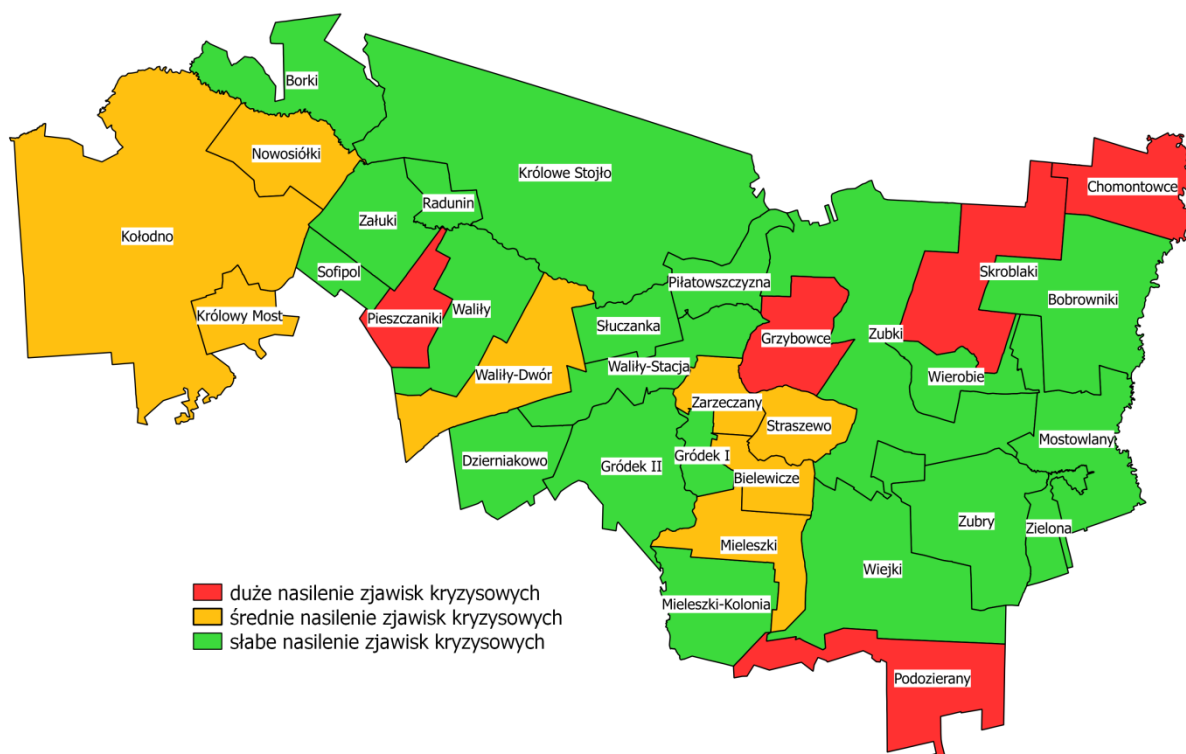 Borki
Nowosiółki
Królowe Stojło
Chomontowce
Radunin
Załuki
Kołodno
Sofipol
Skroblaki
Piłatowszczyzna
Bobrowniki
Królowy Most
Pieszczaniki
Waliły
Słuczanka
Grzybowce
Zubki
Wierobie
Waliły-Stacja
Waliły-Dwór
Zarzeczany
Straszewo
Mostowlany
Dzierniakowo
Gródek II
Gródek I
Bielewicze
Zubry
Zielona
Mieleszki
Wiejki
Mieleszki-Kolonia
Podozierany
duże nasilenie zjawisk kryzysowych
średnie nasilenie zjawisk kryzysowych
słabe nasilenie zjawisk kryzysowych